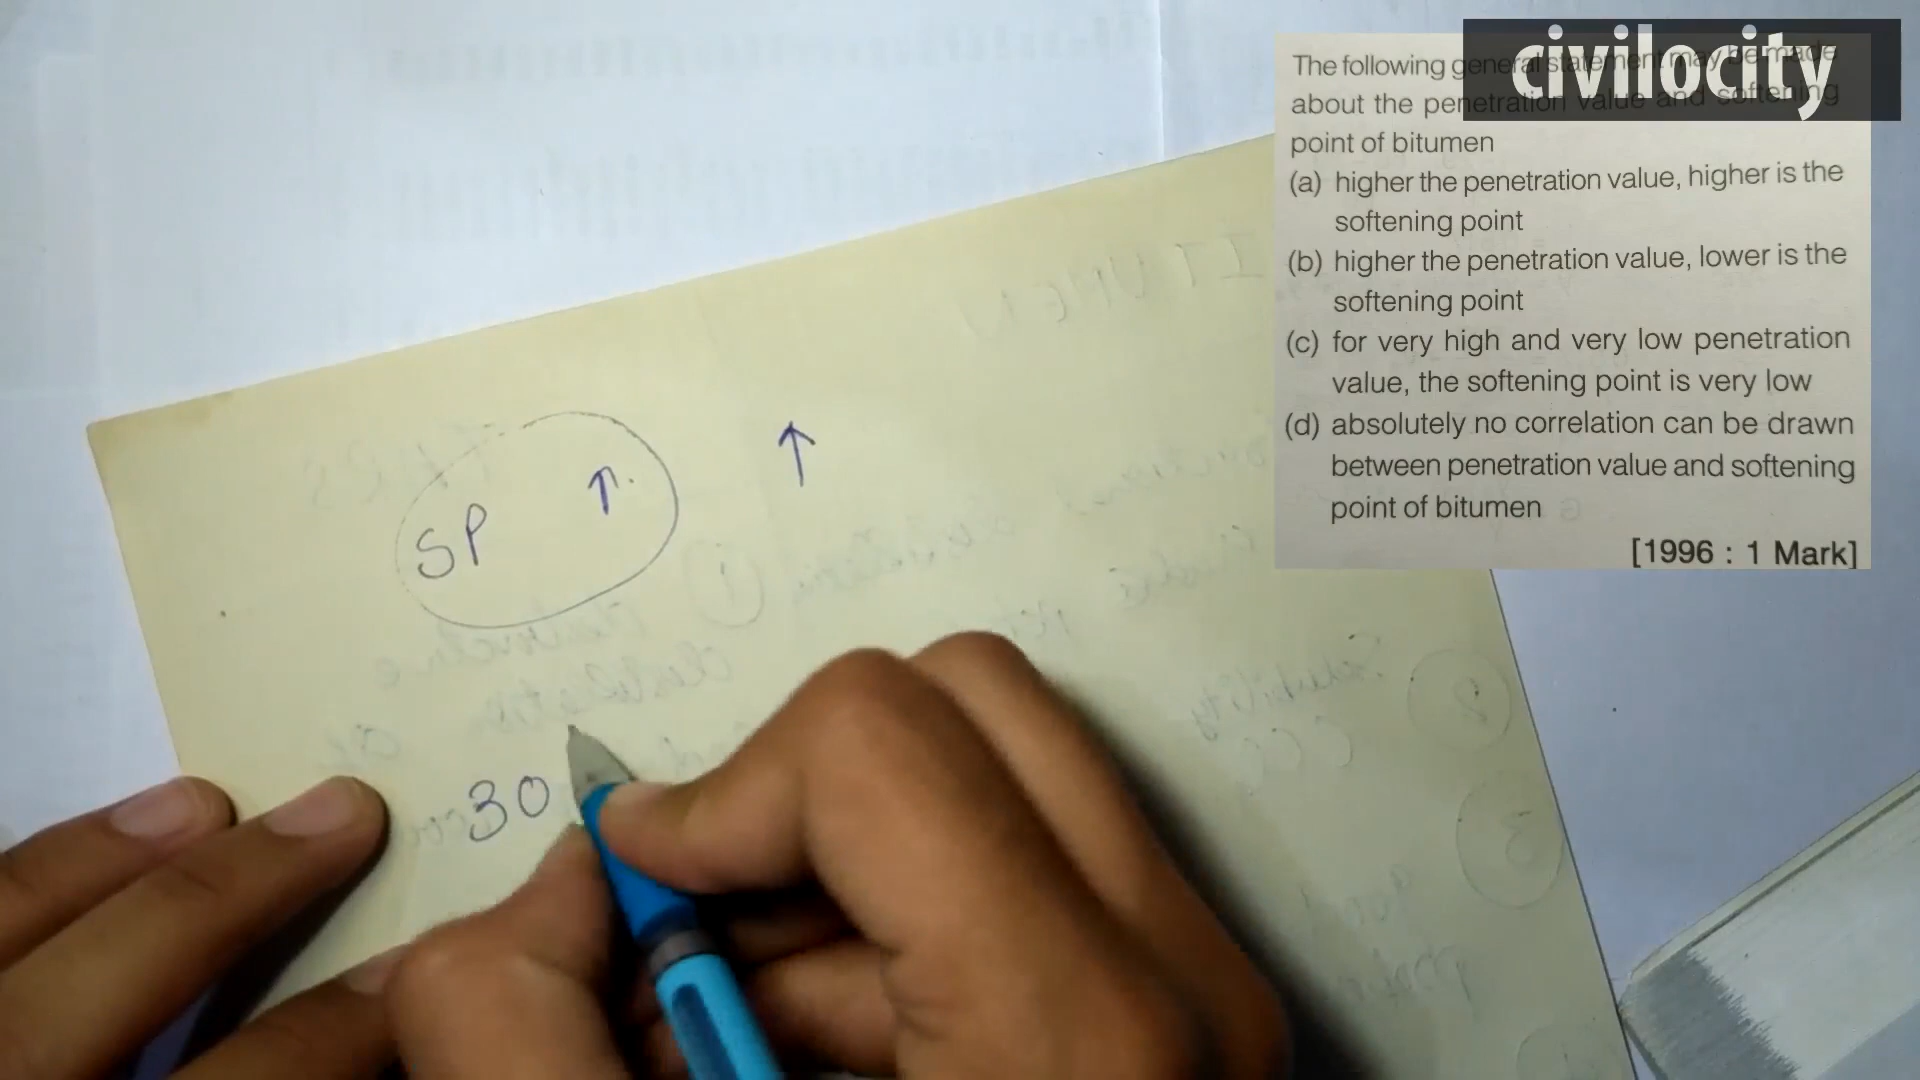 civilocity
The following general statement may be made
about the penetration value and softening
point of bitumen
(a) higher the penetration value, higher is the
softening point
(b) higher the penetration value, lower is the
softening point
(c) for very high and very low penetration
value, the softening point is very low
(d) absolutely no correlation can be drawn
between penetration value and softening
point of bitumen
[1996 : 1 Mark]
SP ↑
↑
30